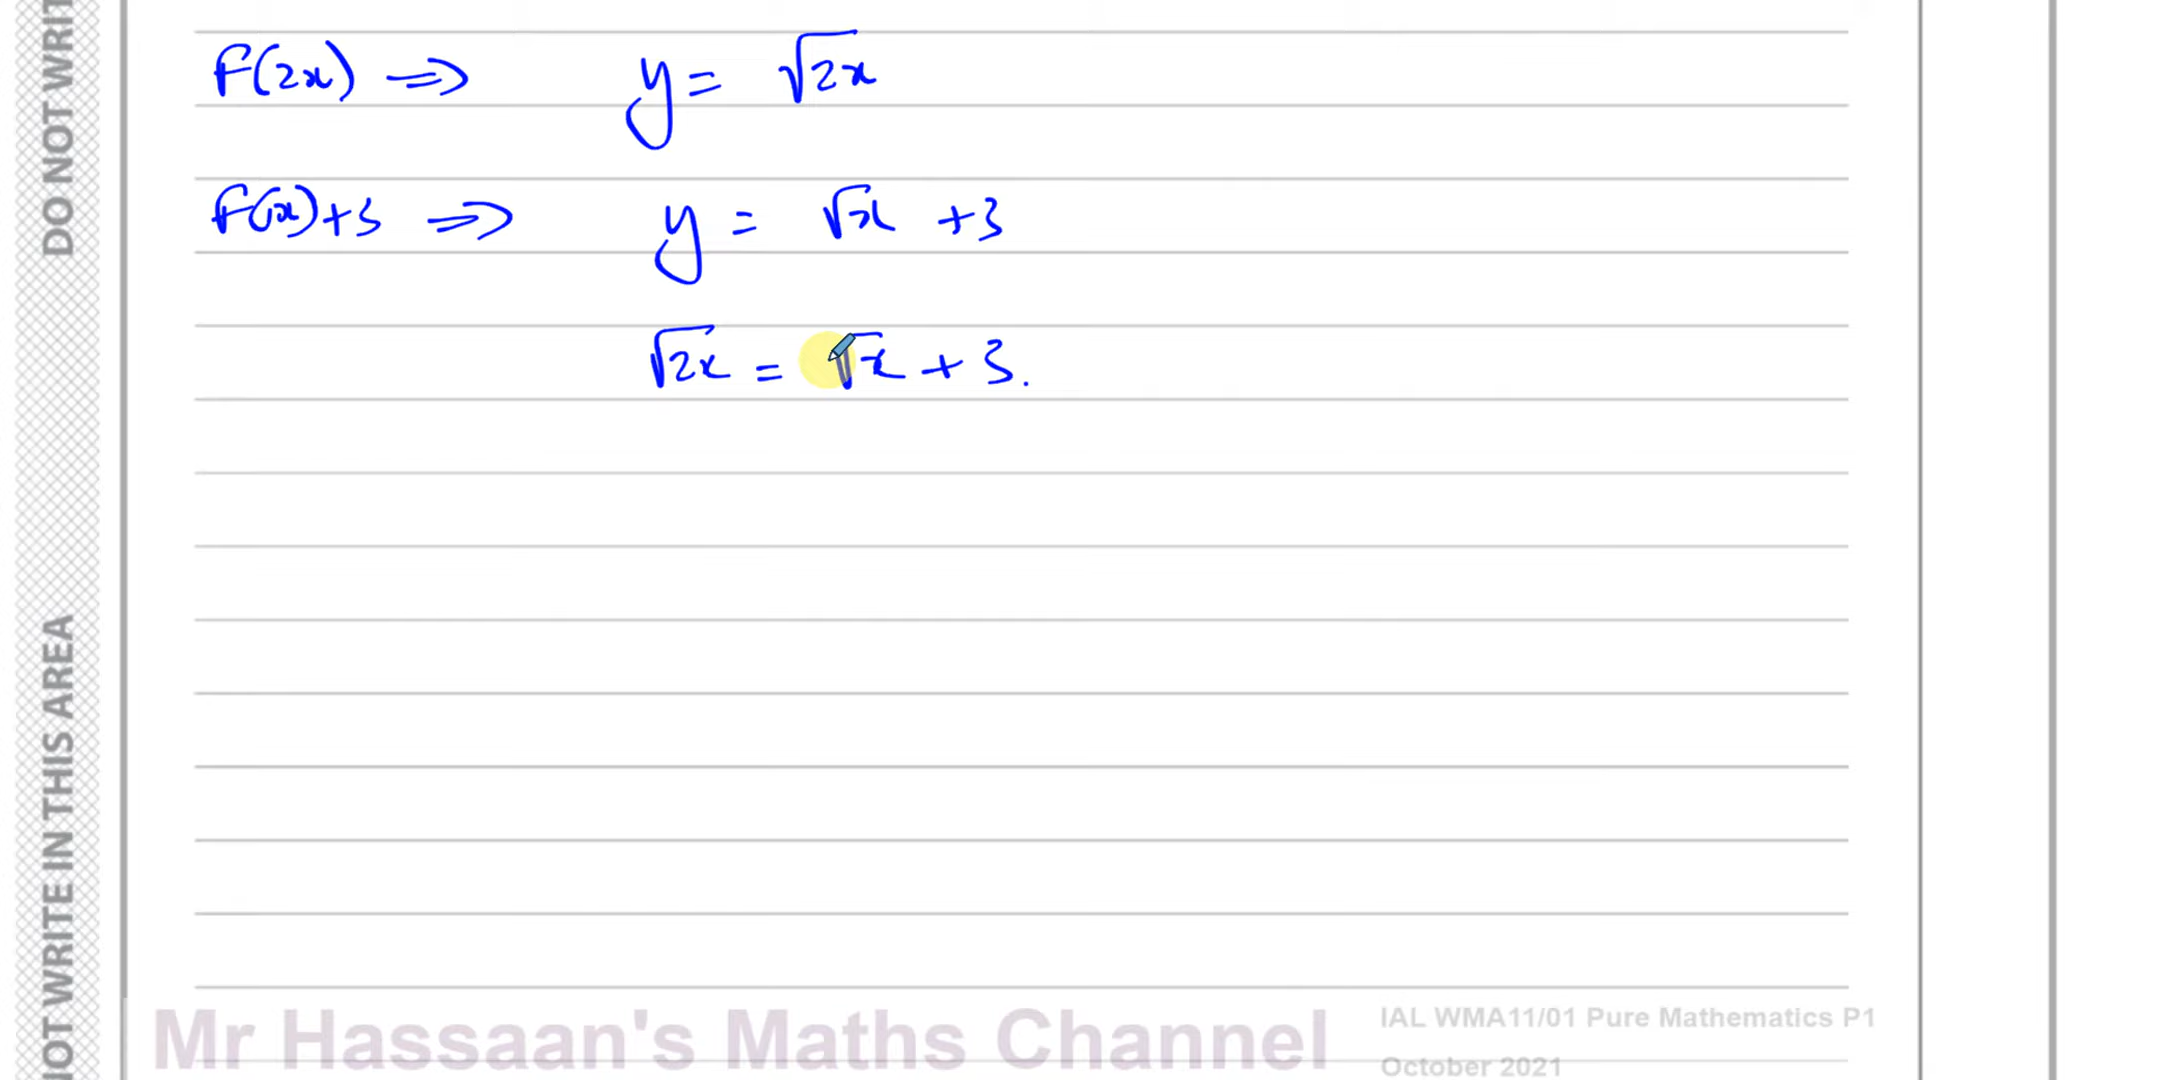 DO NOT WRIT
NOT WRITE IN THIS AREA
f(2x) ⇒ y = √2x
f(x)+3 ⇒ y = √x +3
√2x = √x + 3.
Mr Hassaan's Maths Channel
IAL WMA11/01 Pure Mathematics P1
October 2021